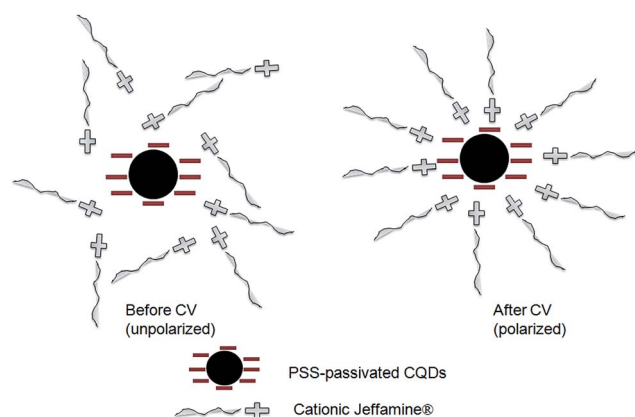 Before CV
(unpolarized)
After CV
(polarized)
PSS-passivated CQDs
Cationic Jeffamine®